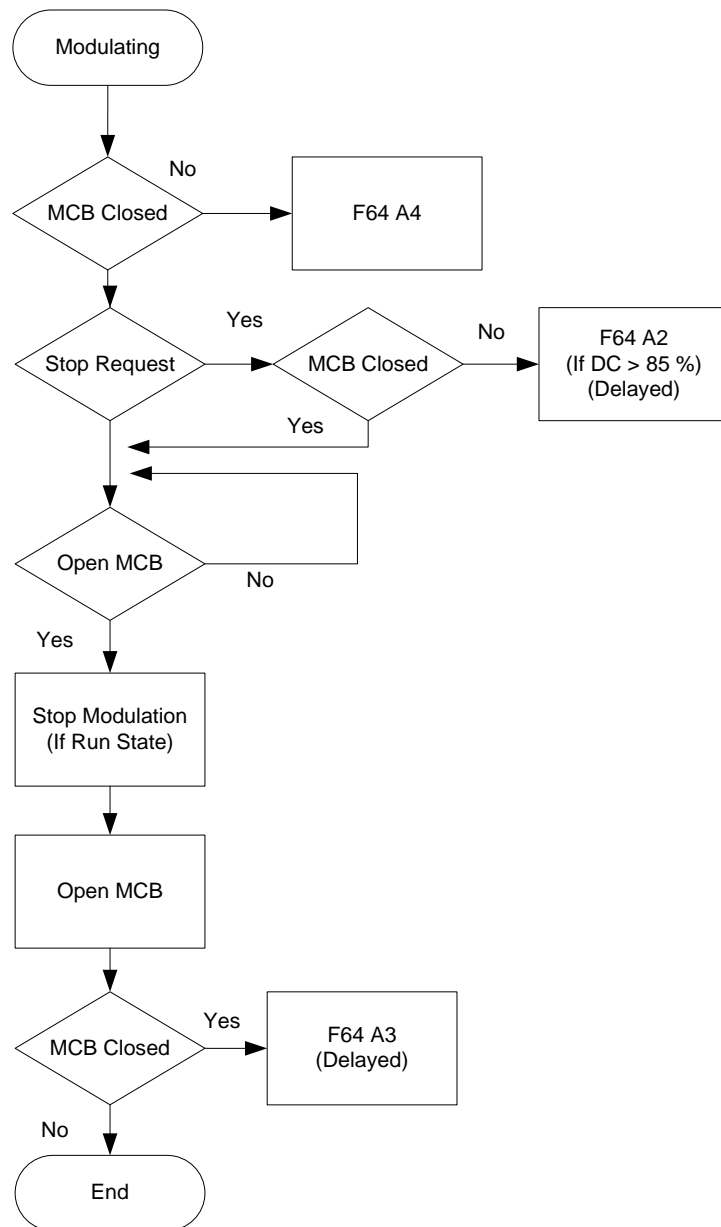 Modulating
No
MCB Closed
F64 A4
Yes
Stop Request
MCB Closed
No
F64 A2
(If DC > 85 %)
(Delayed)
Yes
Open MCB
No
Yes
Stop Modulation
(If Run State)
Open MCB
MCB Closed
Yes
F64 A3
(Delayed)
No
End